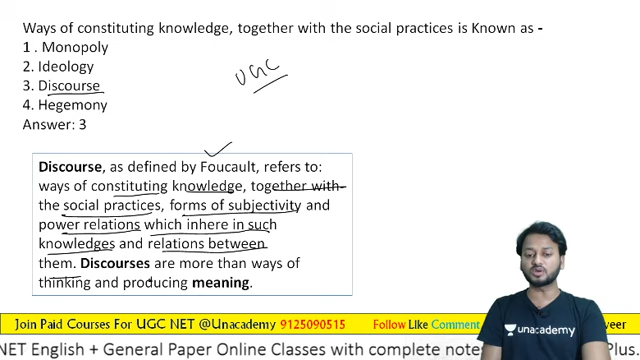 Ways of constituting knowledge, together with the social practices is Known as -
1 . Monopoly
2. Ideology
3. Discourse
4. Hegemony
Answer: 3
UGC
Discourse, as defined by Foucault, refers to:
ways of constituting knowledge, together with
the social practices, forms of subjectivity and
power relations which inhere in such
knowledges and relations between
them. Discourses are more than ways of
thinking and producing meaning.
unacademy
Join Paid Courses For UGC NET @Unacademy 9125090515 Follow Like Comment
NET English + General Paper Online Classes with complete note Plus